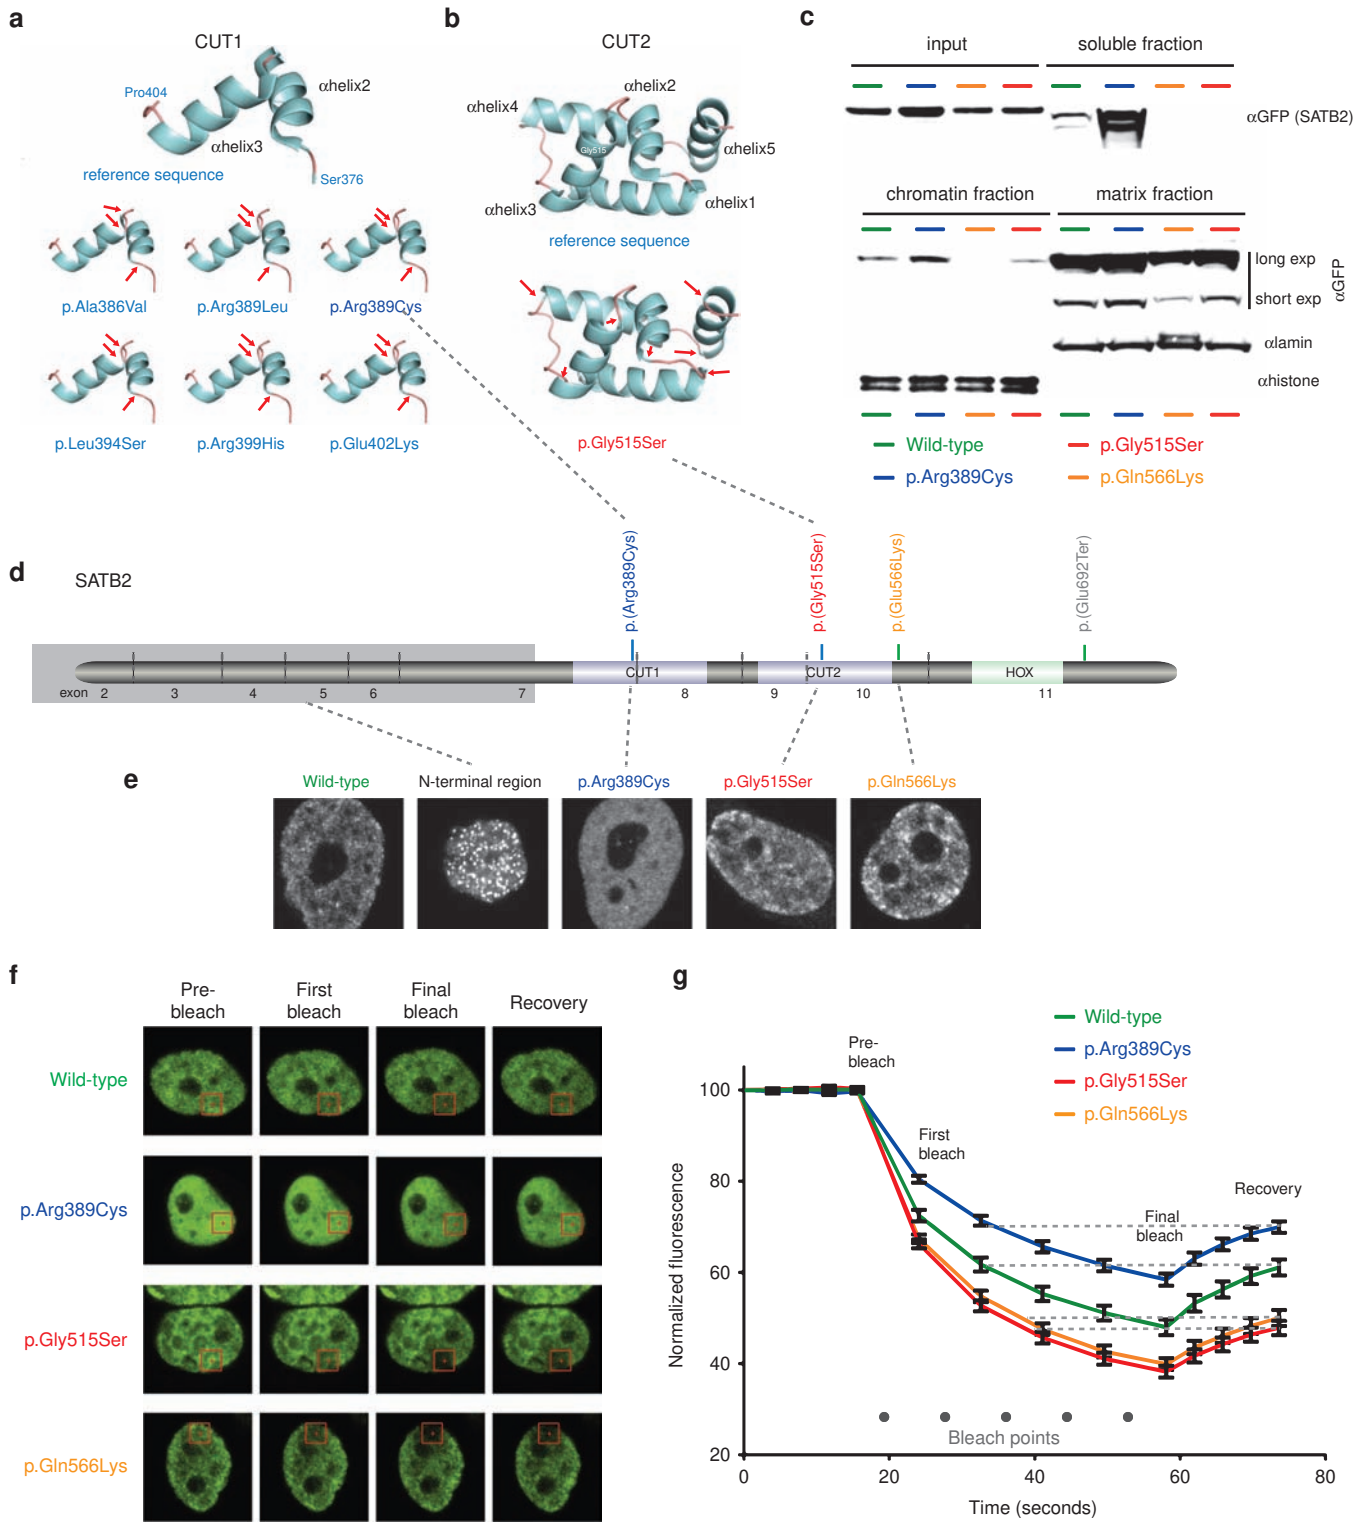 a
CUT1
Pro404
αhelix2
αhelix3
reference sequence
Ser376
p.Ala386Val
p.Arg389Leu
p.Arg389Cys
p.Leu394Ser
p.Arg399His
p.Glu402Lys
b
CUT2
αhelix2
αhelix4
Gly515
αhelix5
αhelix3
αhelix1
reference sequence
p.Gly515Ser
c
input
soluble fraction
αGFP (SATB2)
chromatin fraction
matrix fraction
long exp
short exp
αGFP
αlamin
αhistone
Wild-type
p.Gly515Ser
p.Arg389Cys
p.Gln566Lys
d
SATB2
p.(Arg389Cys)
p.(Gly515Ser)
p.(Glu566Lys)
p.(Glu692Ter)
CUT1
CUT2
HOX
exon 2 3 4 5 6 7 8 9 10 11
e
Wild-type
N-terminal region
p.Arg389Cys
p.Gly515Ser
p.Gln566Lys
f
Pre-
bleach
First
bleach
Final
bleach
Recovery
Wild-type
p.Arg389Cys
p.Gly515Ser
p.Gln566Lys
g
Wild-type
p.Arg389Cys
p.Gly515Ser
p.Gln566Lys
Pre-
bleach
First
bleach
Final
bleach
Recovery
Normalized fluorescence
100
80
60
40
20
Bleach points
0 20 40 60 80
Time (seconds)